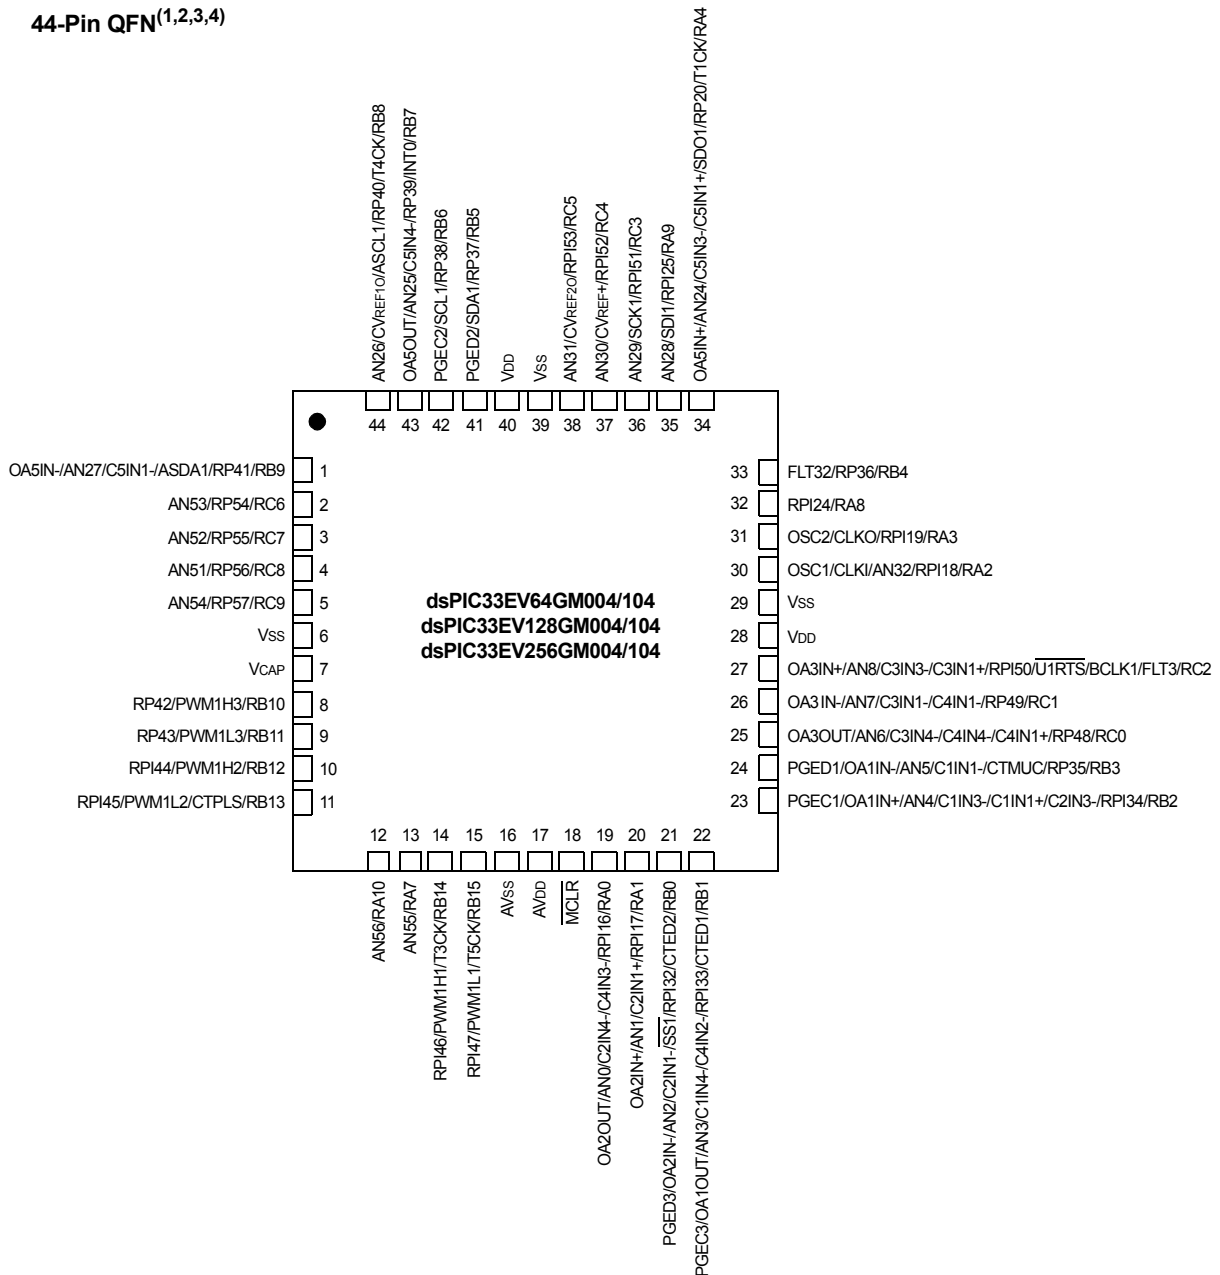 44-Pin QFN(1,2,3,4)
AN26/CVREF1O/ASCL1/RP40/T4CK/RB8
OA5OUT/AN25/C5IN4-/RP39/INT0/RB7
PGEC2/SCL1/RP38/RB6
PGED2/SDA1/RP37/RB5
VDD
VSS
AN31/CVREF2O/RPI53/RC5
AN30/CVREF+/RPI52/RC4
AN29/SCK1/RPI51/RC3
AN28/SDI1/RPI25/RA9
OA5IN+/AN24/C5IN3-/C5IN1+/SDO1/RP20/T1CK/RA4
44 43 42 41 40 39 38 37 36 35 34
OA5IN-/AN27/C5IN1-/ASDA1/RP41/RB9 1
AN53/RP54/RC6 2
AN52/RP55/RC7 3
AN51/RP56/RC8 4
AN54/RP57/RC9 5
VSS 6
VCAP 7
RP42/PWM1H3/RB10 8
RP43/PWM1L3/RB11 9
RPI44/PWM1H2/RB12 10
RPI45/PWM1L2/CTPLS/RB13 11
dsPIC33EV64GM004/104
dsPIC33EV128GM004/104
dsPIC33EV256GM004/104
33 FLT32/RP36/RB4
32 RPI24/RA8
31 OSC2/CLKO/RPI19/RA3
30 OSC1/CLKI/AN32/RPI18/RA2
29 VSS
28 VDD
27 OA3IN+/AN8/C3IN3-/C3IN1+/RPI50/U1RTS/BCLK1/FLT3/RC2
26 OA3IN-/AN7/C3IN1-/C4IN1-/RP49/RC1
25 OA3OUT/AN6/C3IN4-/C4IN4-/C4IN1+/RP48/RC0
24 PGED1/OA1IN-/AN5/C1IN1-/CTMUC/RP35/RB3
23 PGEC1/OA1IN+/AN4/C1IN3-/C1IN1+/C2IN3-/RPI34/RB2
12 13 14 15 16 17 18 19 20 21 22
AN56/RA10
AN55/RA7
RPI46/PWM1H1/T3CK/RB14
RPI47/PWM1L1/T5CK/RB15
AVSS
AVDD
MCLR
OA2OUT/AN0/C2IN4-/C4IN3-/RPI16/RA0
OA2IN+/AN1/C2IN1+/RPI17/RA1
PGED3/OA2IN-/AN2/C2IN1-/SS1/RPI32/CTED2/RB0
PGEC3/OA1OUT/AN3/C1IN4-/C4IN2-/RPI33/CTED1/RB1